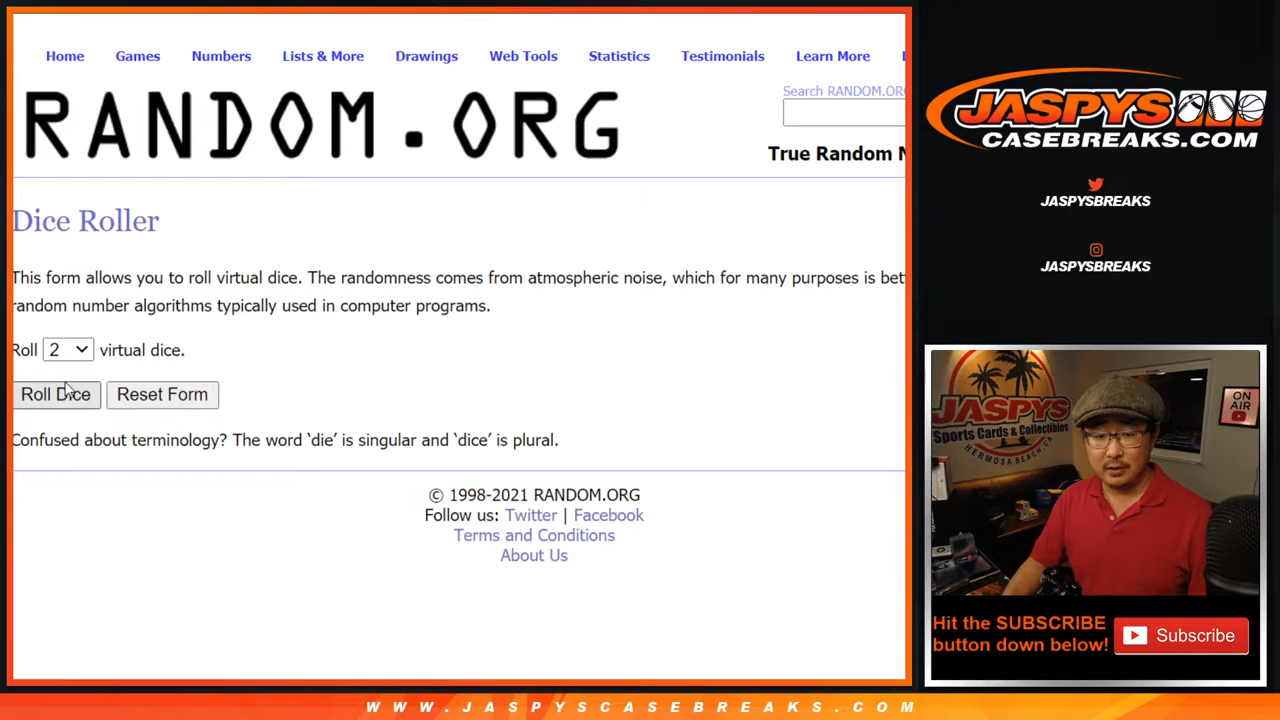 Home Games Numbers Lists & More Drawings Web Tools Statistics Testimonials Learn More
RANDOM.ORG
Search RANDOM.ORG
True Random N
Dice Roller
This form allows you to roll virtual dice. The randomness comes from atmospheric noise, which for many purposes is bet
random number algorithms typically used in computer programs.
Roll 2 virtual dice.
Roll Dice Reset Form
Confused about terminology? The word ‘die’ is singular and ‘dice’ is plural.
© 1998-2021 RANDOM.ORG
Follow us: Twitter | Facebook
Terms and Conditions
About Us
JASPYS
CASEBREAKS.COM
JASPYSBREAKS
JASPYSBREAKS
JASPYS
Sports Cards & Collectibles
HERMOSA BEACH, CA
ON
AIR
Hit the SUBSCRIBE
button down below!
Subscribe
WWW.JASPYSCASEBREAKS.COM